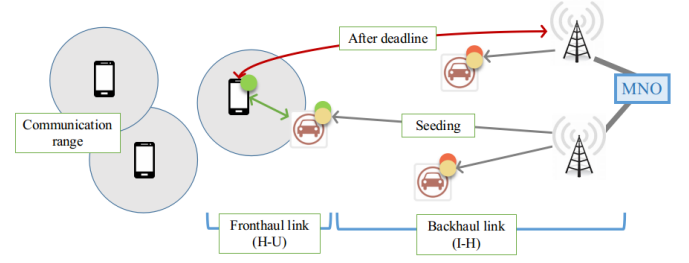 After deadline
MNO
Communication
range
Seeding
Fronthaul link
(H-U)
Backhaul link
(I-H)